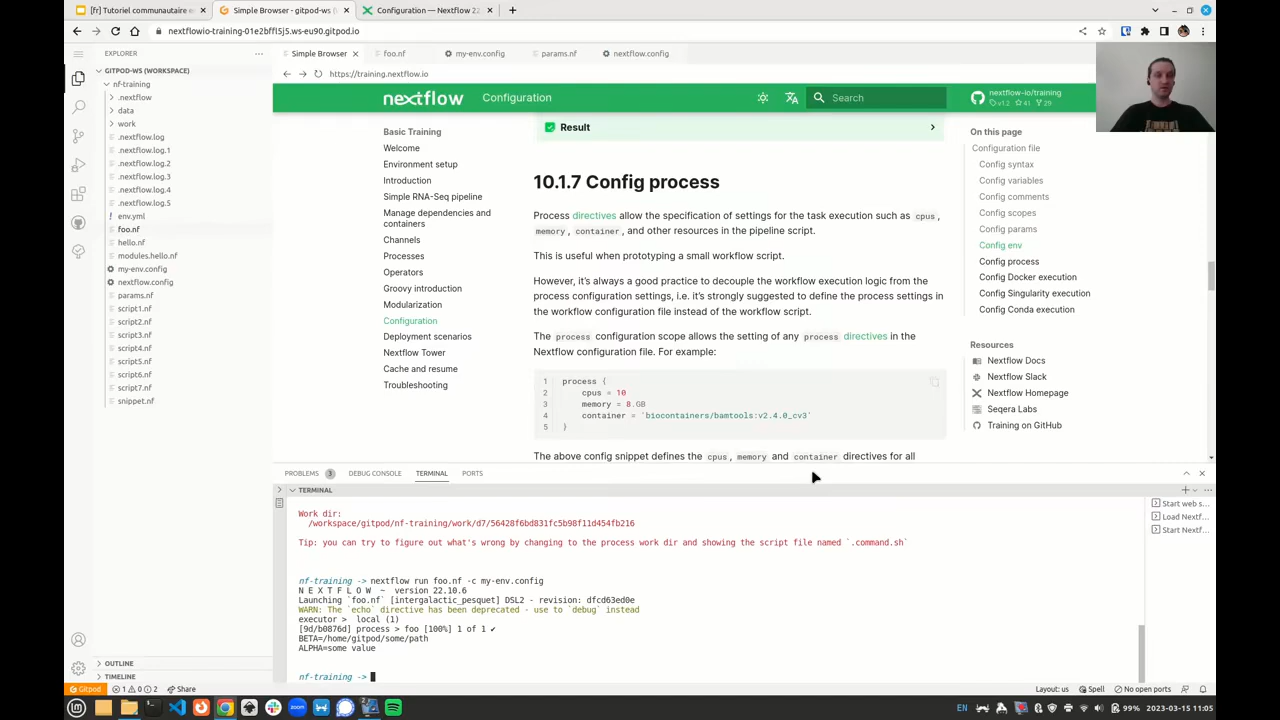 [fr] Tutoriel communautaire e
Simple Browser - gitpod-ws (
Configuration — Nextflow 22
nextflowio-training-01e2bffl5j5.ws-eu90.gitpod.io
EXPLORER
Simple Browser
foo.nf
my-env.config
params.nf
nextflow.config
GITPOD-WS (WORKSPACE)
https://training.nextflow.io
nf-training
.nextflow
data
work
.nextflow.log
.nextflow.log.1
.nextflow.log.2
.nextflow.log.3
.nextflow.log.4
.nextflow.log.5
env.yml
foo.nf
hello.nf
modules.hello.nf
my-env.config
nextflow.config
params.nf
script1.nf
script2.nf
script3.nf
script4.nf
script5.nf
script6.nf
script7.nf
snippet.nf
OUTLINE
TIMELINE
nextflow
Configuration
Search
nextflow-io/training
v1.2 41 29
Basic Training
Welcome
Environment setup
Introduction
Simple RNA-Seq pipeline
Manage dependencies and
containers
Channels
Processes
Operators
Groovy introduction
Modularization
Configuration
Deployment scenarios
Nextflow Tower
Cache and resume
Troubleshooting
Result
10.1.7 Config process
Process directives allow the specification of settings for the task execution such as cpus,
memory, container, and other resources in the pipeline script.
This is useful when prototyping a small workflow script.
However, it's always a good practice to decouple the workflow execution logic from the
process configuration settings, i.e. it's strongly suggested to define the process settings in
the workflow configuration file instead of the workflow script.
The process configuration scope allows the setting of any process directives in the
Nextflow configuration file. For example:
1 process {
2 cpus = 10
3 memory = 8.GB
4 container = 'biocontainers/bamtools:v2.4.0_cv3'
5 }
The above config snippet defines the cpus, memory and container directives for all
On this page
Configuration file
Config syntax
Config variables
Config comments
Config scopes
Config params
Config env
Config process
Config Docker execution
Config Singularity execution
Config Conda execution
Resources
Nextflow Docs
Nextflow Slack
Nextflow Homepage
Seqera Labs
Training on GitHub
PROBLEMS 3
DEBUG CONSOLE
TERMINAL
PORTS
TERMINAL
Work dir:
/workspace/gitpod/nf-training/work/d7/56428f6bd831fc5b98f11d454fb216
Tip: you can try to figure out what's wrong by changing to the process work dir and showing the script file named `.command.sh`
nf-training -> nextflow run foo.nf -c my-env.config
N E X T F L O W ~ version 22.10.6
Launching `foo.nf` [intergalactic_pesquet] DSL2 - revision: dfcd63ed0e
WARN: The `echo` directive has been deprecated - use to `debug` instead
executor > local (1)
[9d/b0876d] process > foo [100%] 1 of 1 ✔
BETA=/home/gitpod/some/path
ALPHA=some value
nf-training ->
Start web s...
Load Nextf...
Start Nextf...
Gitpod
1 0 2
Share
Layout: us
Spell
No open ports
EN
99%
2023-03-15 11:05